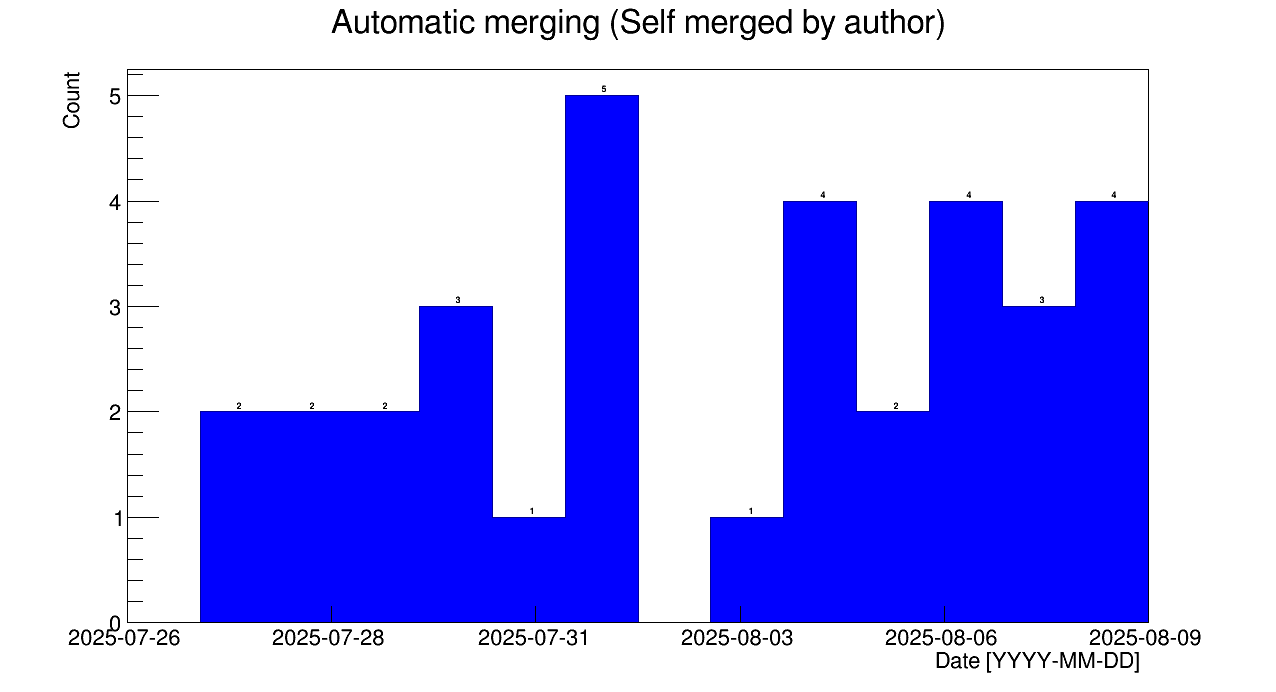 Automatic merging (Self merged by author)
Count
5
4
3
2
1
0
2 2 2 3 1 5 1 4 2 4 3 4
2025-07-26 2025-07-28 2025-07-31 2025-08-03 2025-08-06 2025-08-09
Date [YYYY-MM-DD]